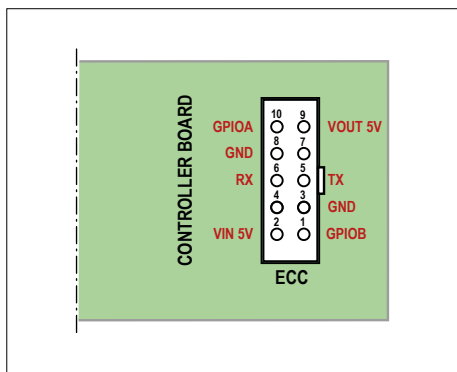 CONTROLLER BOARD
10 9
GPIOA VOUT 5V
8 7
GND
6 5
RX TX
4 3
GND
2 1
VIN 5V GPIOB
ECC